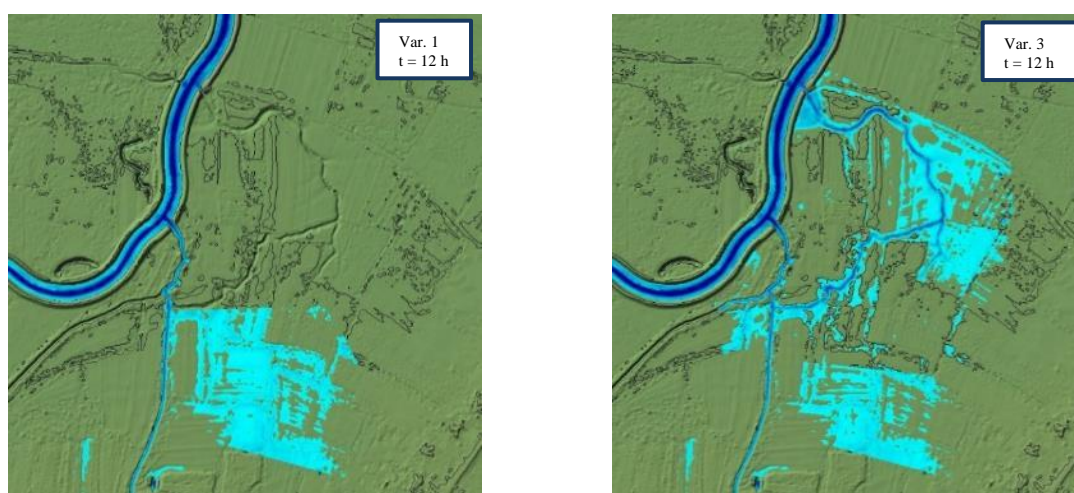 Var. 1
t = 12 h
Var. 3
t = 12 h